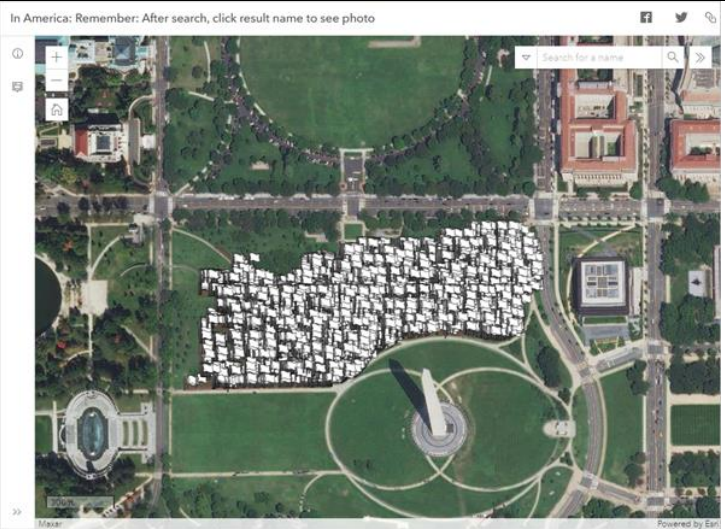 In America: Remember: After search, click result name to see photo
Search for a name
Maxar
Powered by Esri